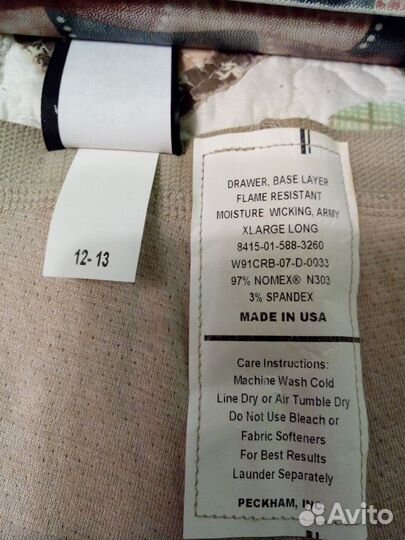 12-13
DRAWER, BASE LAYER
FLAME RESISTANT
MOISTURE WICKING, ARMY
XLARGE LONG
8415-01-588-3260
W91CRB-07-D-0033
97% NOMEX® N303
3% SPANDEX
MADE IN USA
Care Instructions:
Machine Wash Cold
Line Dry or Air Tumble Dry
Do Not Use Bleach or
Fabric Softeners
For Best Results
Launder Separately
PECKHAM, INC
Avito